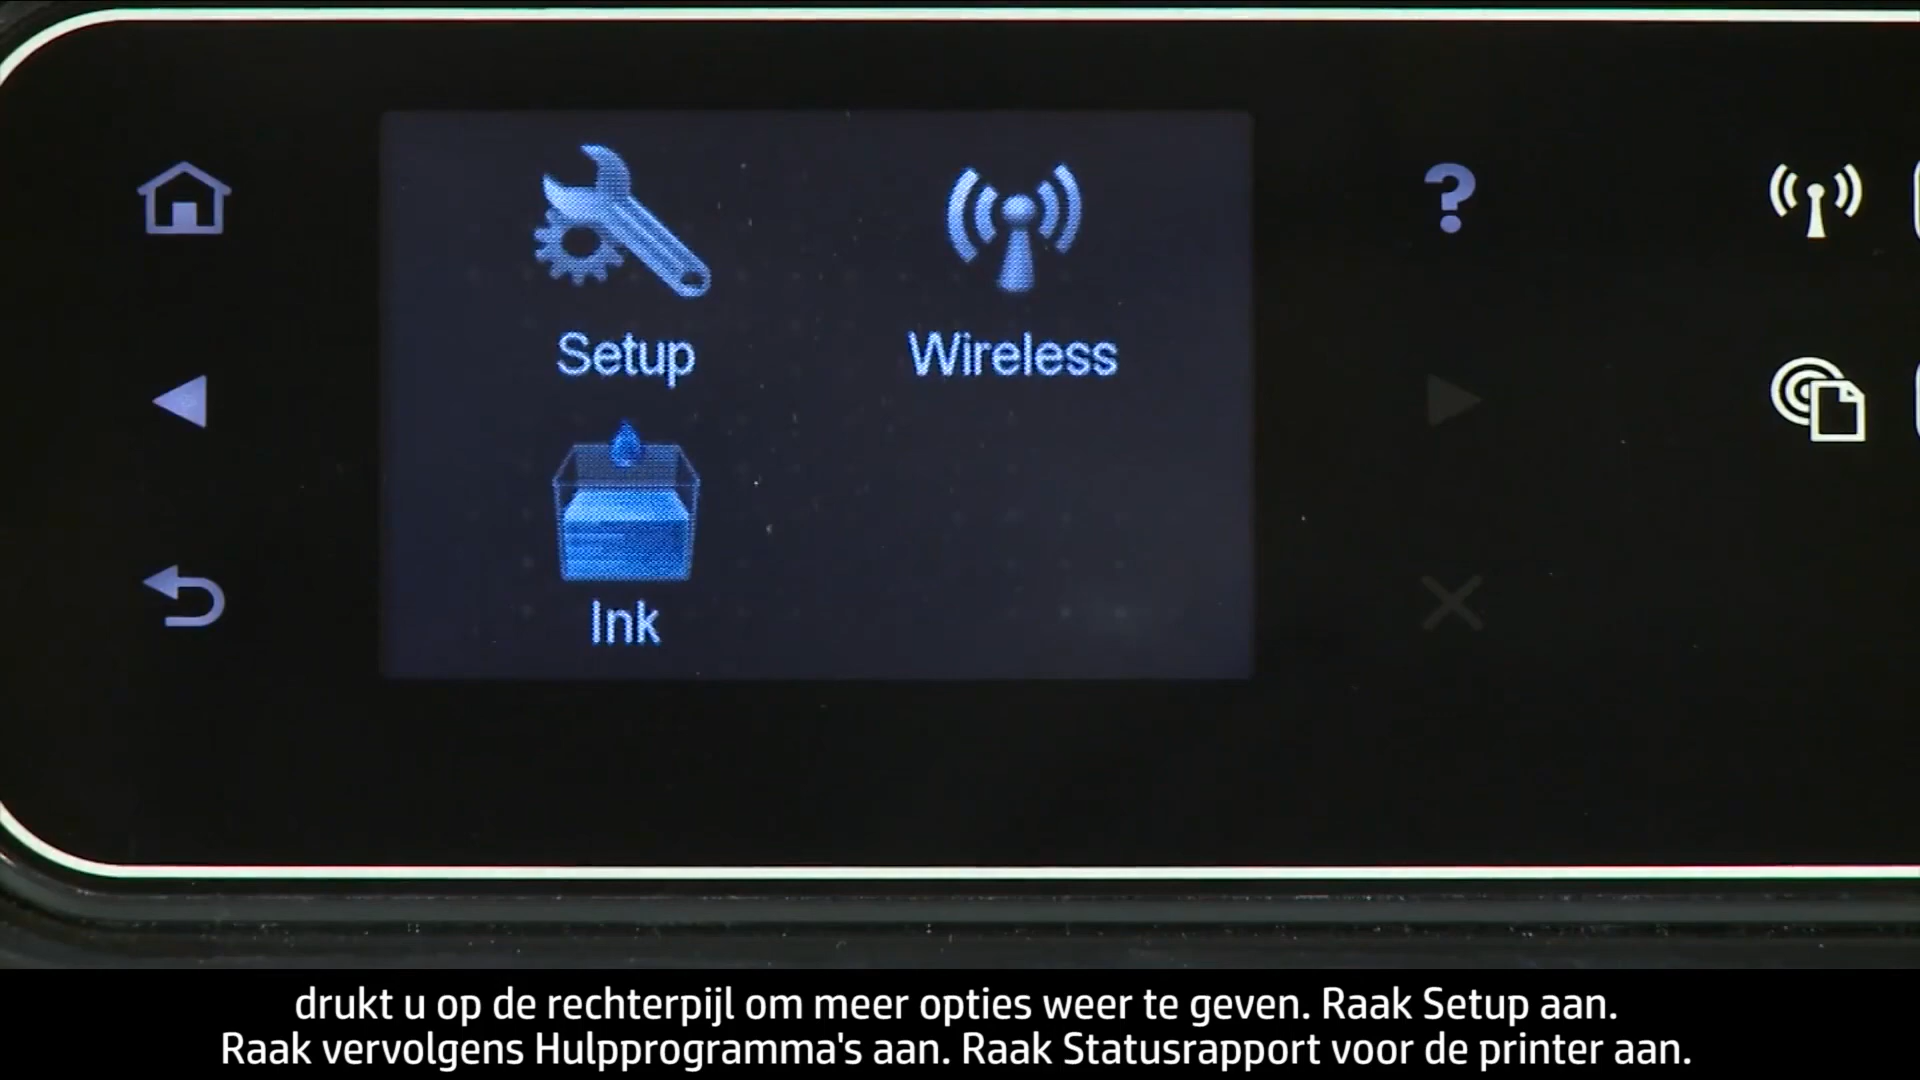 Setup
Wireless
Ink
drukt u op de rechterpijl om meer opties weer te geven. Raak Setup aan.
Raak vervolgens Hulpprogramma's aan. Raak Statusrapport voor de printer aan.